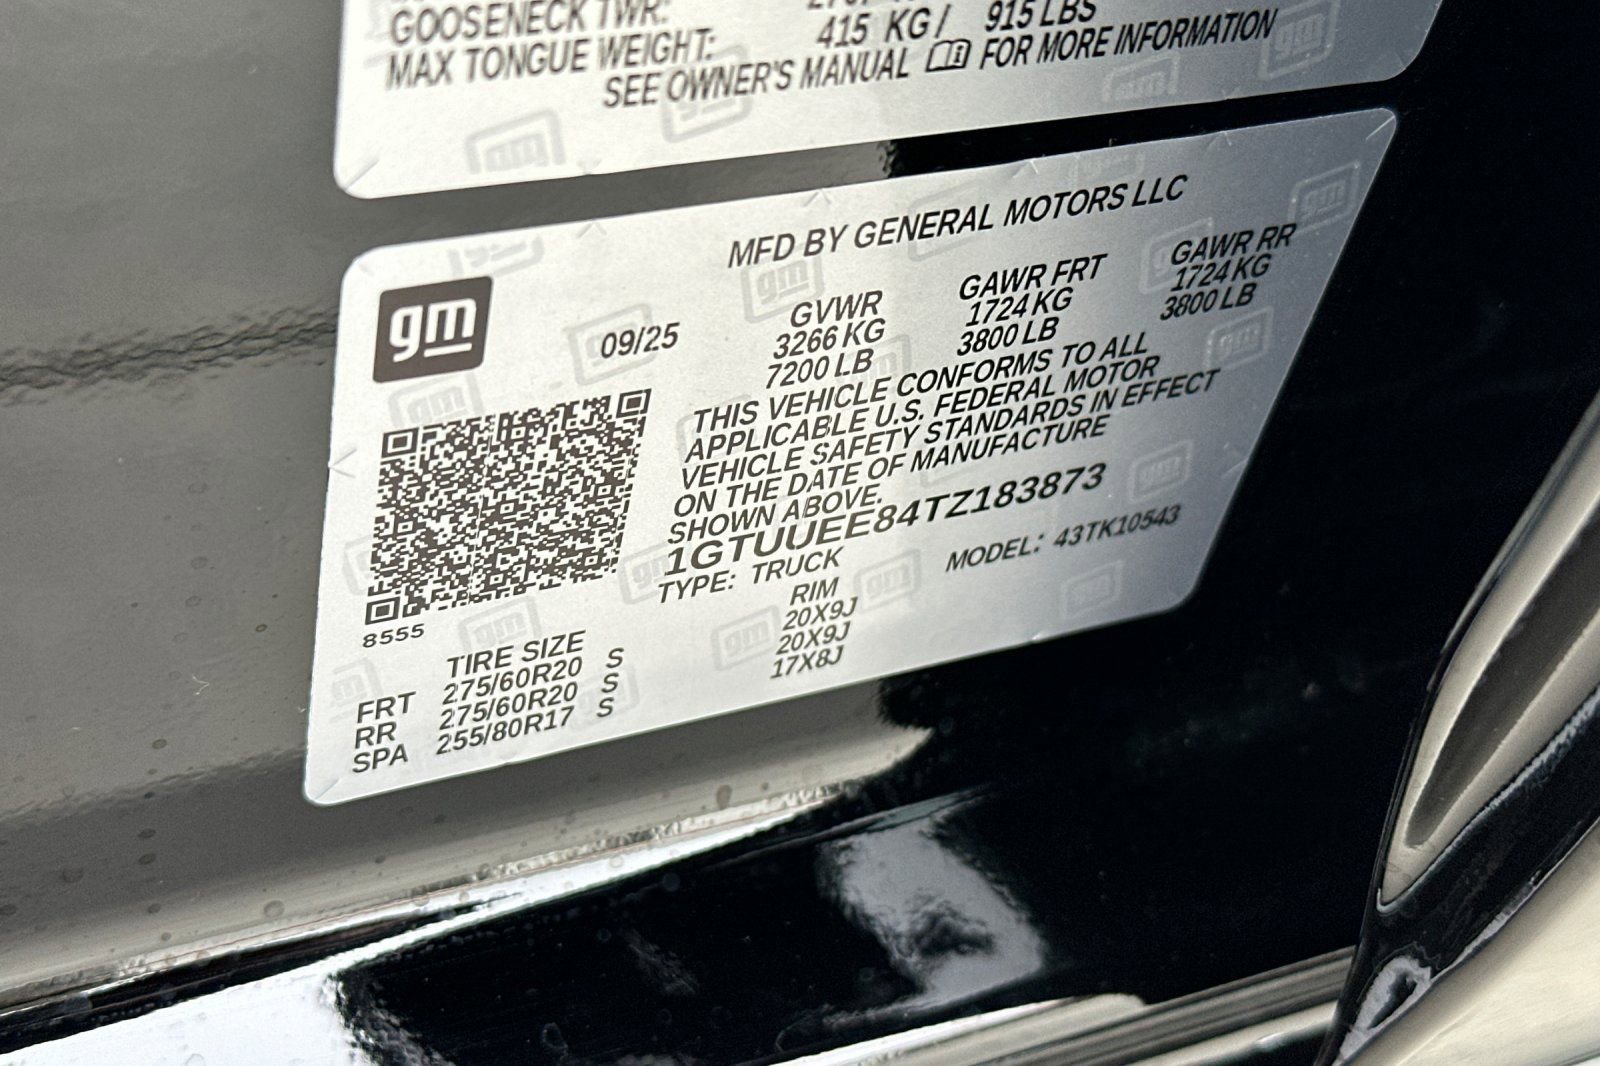 GOOSENECK TWR:
MAX TONGUE WEIGHT: 415 KG / 915 LBS
SEE OWNER'S MANUAL FOR MORE INFORMATION
MFD BY GENERAL MOTORS LLC
gm
09/25
GVWR GAWR FRT GAWR RR
3266 KG 1724 KG 1724 KG
7200 LB 3800 LB 3800 LB
THIS VEHICLE CONFORMS TO ALL
APPLICABLE U.S. FEDERAL MOTOR
VEHICLE SAFETY STANDARDS IN EFFECT
ON THE DATE OF MANUFACTURE
SHOWN ABOVE.
1GTUUEE84TZ183873
TYPE: TRUCK MODEL: 43TK10543
8555
TIRE SIZE RIM
FRT 275/60R20 S 20X9J
RR 275/60R20 S 20X9J
SPA 255/80R17 S 17X8J